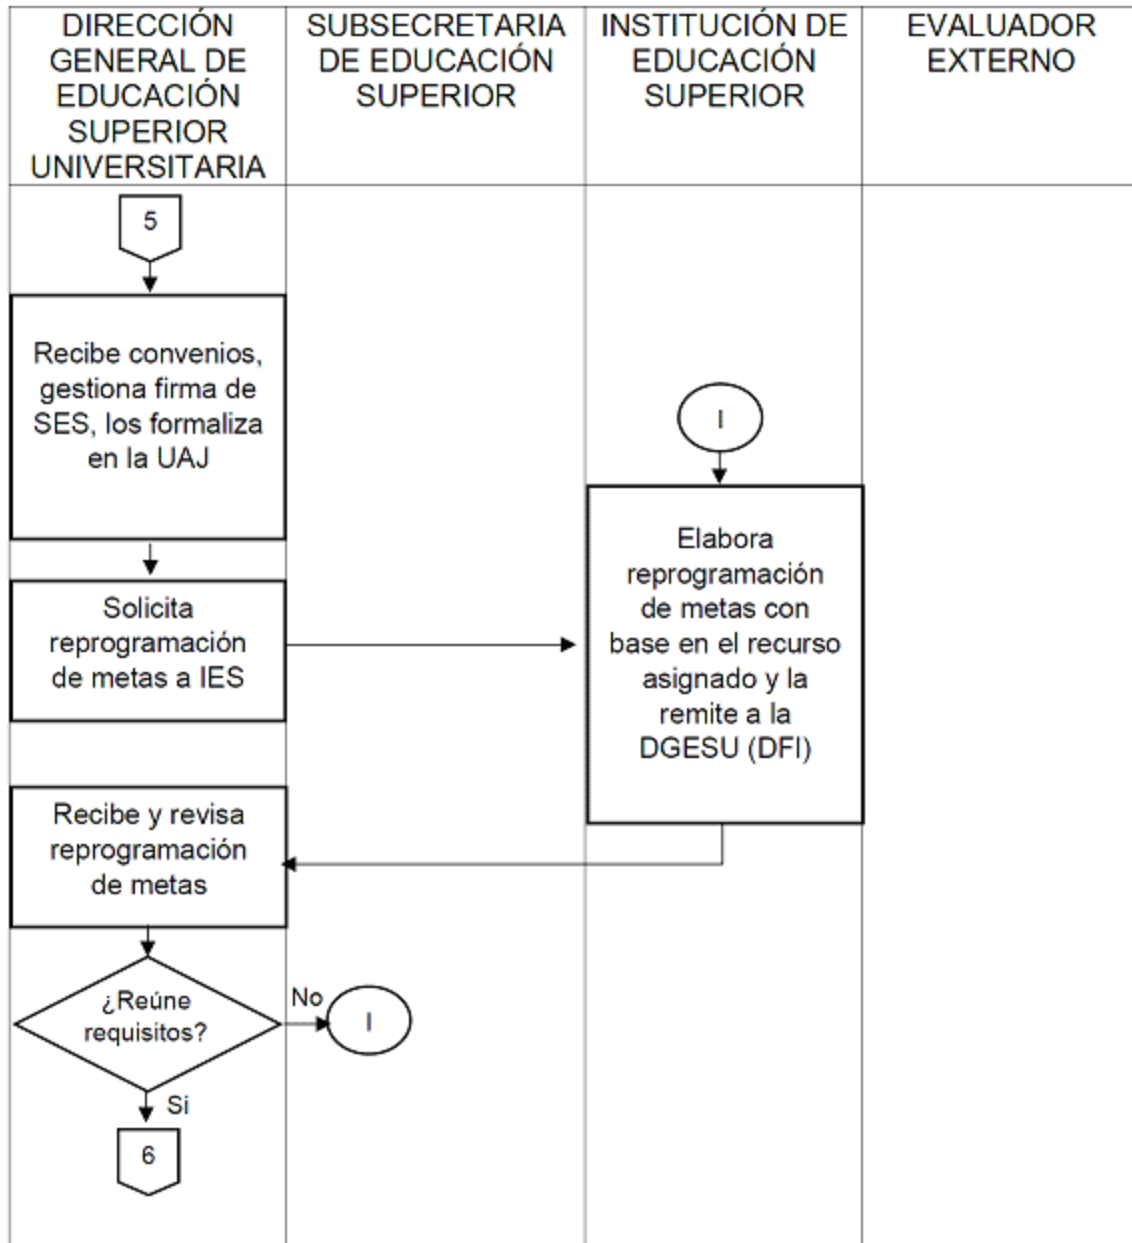 DIRECCIÓN
GENERAL DE
EDUCACIÓN
SUPERIOR
UNIVERSITARIA
SUBSECRETARIA
DE EDUCACIÓN
SUPERIOR
INSTITUCIÓN DE
EDUCACIÓN
SUPERIOR
EVALUADOR
EXTERNO
5
Recibe convenios,
gestiona firma de
SES, los formaliza
en la UAJ
Solicita
reprogramación
de metas a IES
I
Elabora
reprogramación
de metas con
base en el recurso
asignado y la
remite a la
DGESU (DFI)
Recibe y revisa
reprogramación
de metas
¿Reúne
requisitos?
No
I
Si
6